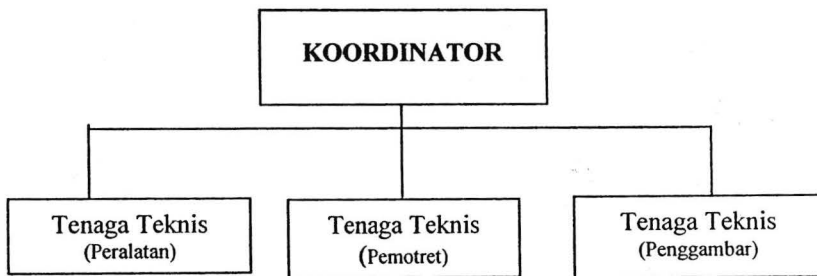 KOORDINATOR
Tenaga Teknis
(Peralatan)
Tenaga Teknis
(Pemotret)
Tenaga Teknis
(Penggambar)